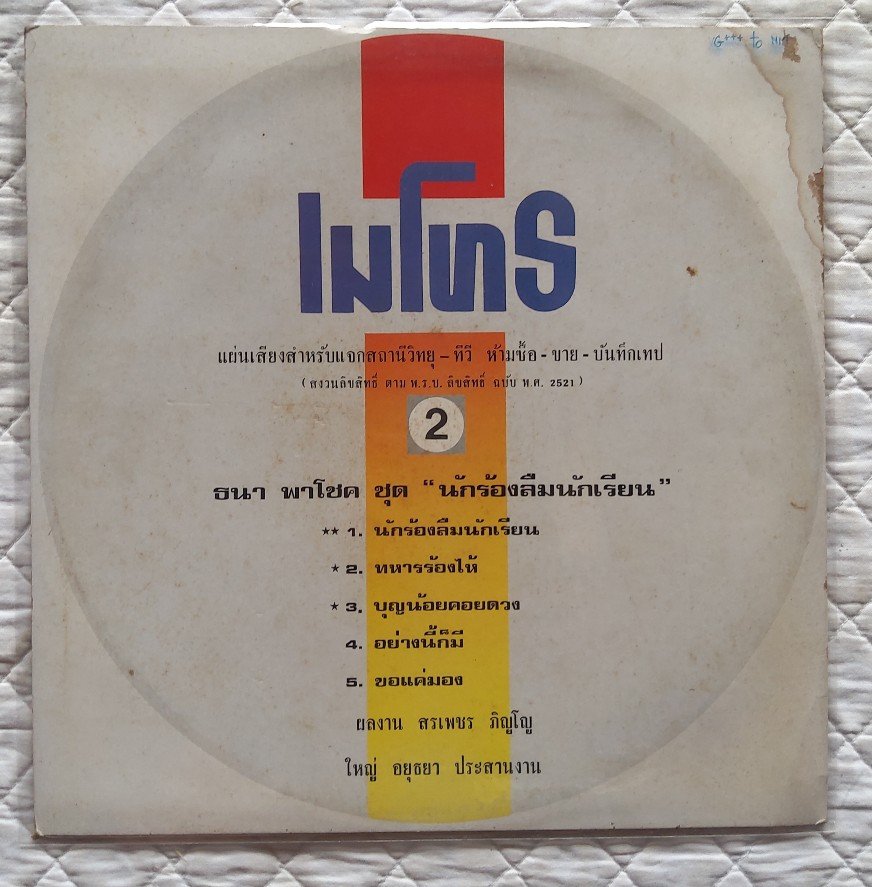 G+++ to NM
เมโทร
แผ่นเสียงสำหรับแจกสถานีวิทยุ – ทีวี ห้ามซื้อ - ขาย - บันทึกเทป
( สงวนลิขสิทธิ์ ตาม พ.ร.บ. ลิขสิทธิ์ ฉบับ พ.ศ. 2521 )
2
ธนา พาโชค ชุด “นักร้องลืมนักเรียน”
★★ 1. นักร้องลืมนักเรียน
★ 2. ทหารร้องไห้
★ 3. บุญน้อยคอยดวง
4. อย่างนี้ก็มี
5. ขอแค่มอง
ผลงาน สรเพชร ภิญโญ
ใหญ่ อยุธยา ประสานงาน